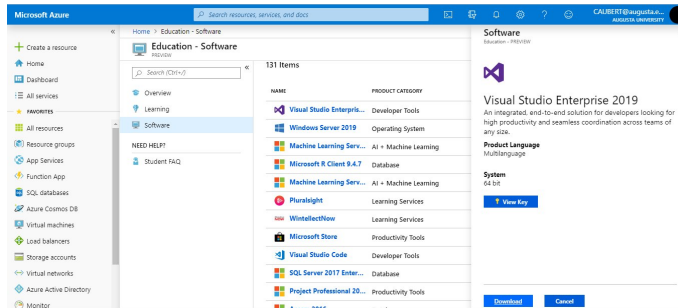 Microsoft Azure
Search resources, services, and docs
CALIBERT@augusta.e...
AUGUSTA UNIVERSITY
Create a resource
Home
Dashboard
All services
FAVORITES
All resources
Resource groups
App Services
Function App
SQL databases
Azure Cosmos DB
Virtual machines
Load balancers
Storage accounts
Virtual networks
Azure Active Directory
Monitor
Home > Education - Software
Education - Software
PREVIEW
Search (Ctrl+/)
Overview
Learning
Software
NEED HELP?
Student FAQ
131 Items
NAME PRODUCT CATEGORY
Visual Studio Enterpris... Developer Tools
Windows Server 2019 Operating System
Machine Learning Serv... AI + Machine Learning
Microsoft R Client 9.4.7 Database
Machine Learning Serv... AI + Machine Learning
Pluralsight Learning Services
WintellectNow Learning Services
Microsoft Store Productivity Tools
Visual Studio Code Developer Tools
SQL Server 2017 Enter... Database
Project Professional 20... Productivity Tools
Software
Education - PREVIEW
Visual Studio Enterprise 2019
An integrated, end-to-end solution for developers looking for
high productivity and seamless coordination across teams of
any size.
Product Language
Multilanguage
System
64 bit
View Key
Download Cancel